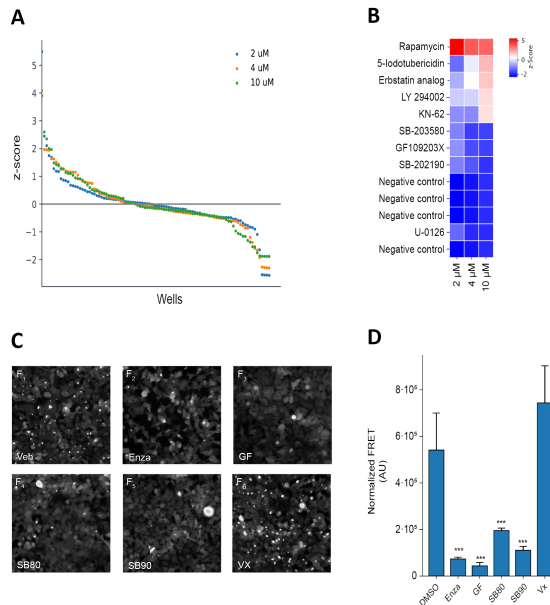 A
2 uM
4 uM
10 uM
z-score
5
4
3
2
1
0
−1
−2
Wells
B
Rapamycin
5-Iodotubericidin
Erbstatin analog
LY 294002
KN-62
SB-203580
GF109203X
SB-202190
Negative control
Negative control
Negative control
U-0126
Negative control
2 µM
4 µM
10 µM
5
0
-5
z-Score
C
F1
Veh
F2
Enza
F3
GF
F4
SB80
F5
SB90
F6
VX
D
Normalized FRET
(AU)
8·10⁶
6·10⁶
4·10⁶
2·10⁶
0
***
***
***
***
DMSO
Enza
GF
SB80
SB90
Vx